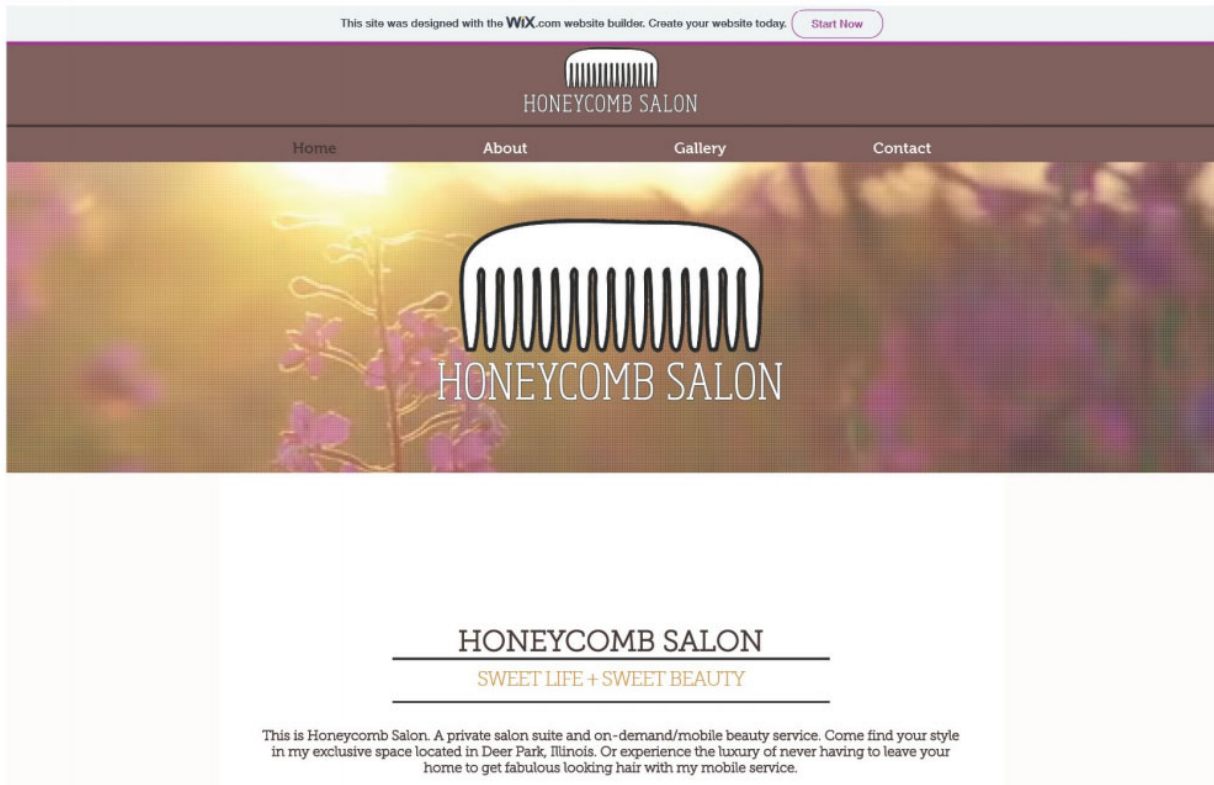 This site was designed with the WiX.com website builder. Create your website today. Start Now
HONEYCOMB SALON
Home About Gallery Contact
HONEYCOMB SALON
HONEYCOMB SALON
SWEET LIFE + SWEET BEAUTY
This is Honeycomb Salon. A private salon suite and on-demand/mobile beauty service. Come find your style
in my exclusive space located in Deer Park, Illinois. Or experience the luxury of never having to leave your
home to get fabulous looking hair with my mobile service.